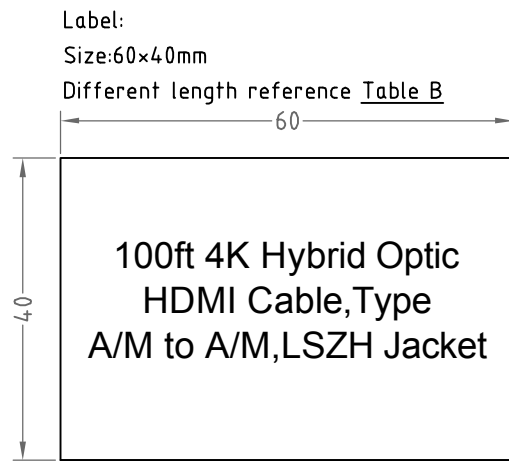 Label:
Size:60×40mm
Different length reference Table B
60
40
100ft 4K Hybrid Optic
HDMI Cable,Type
A/M to A/M,LSZH Jacket